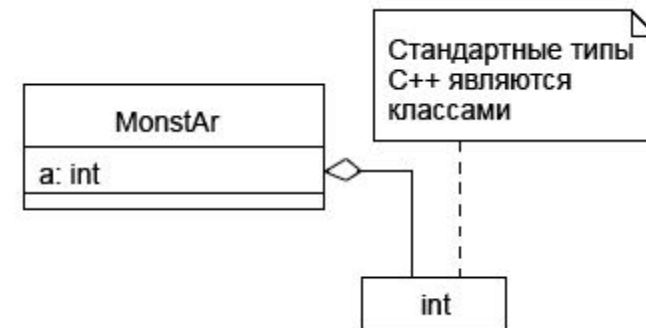 Стандартные типы
C++ являются
классами
MonstAr
a: int
int